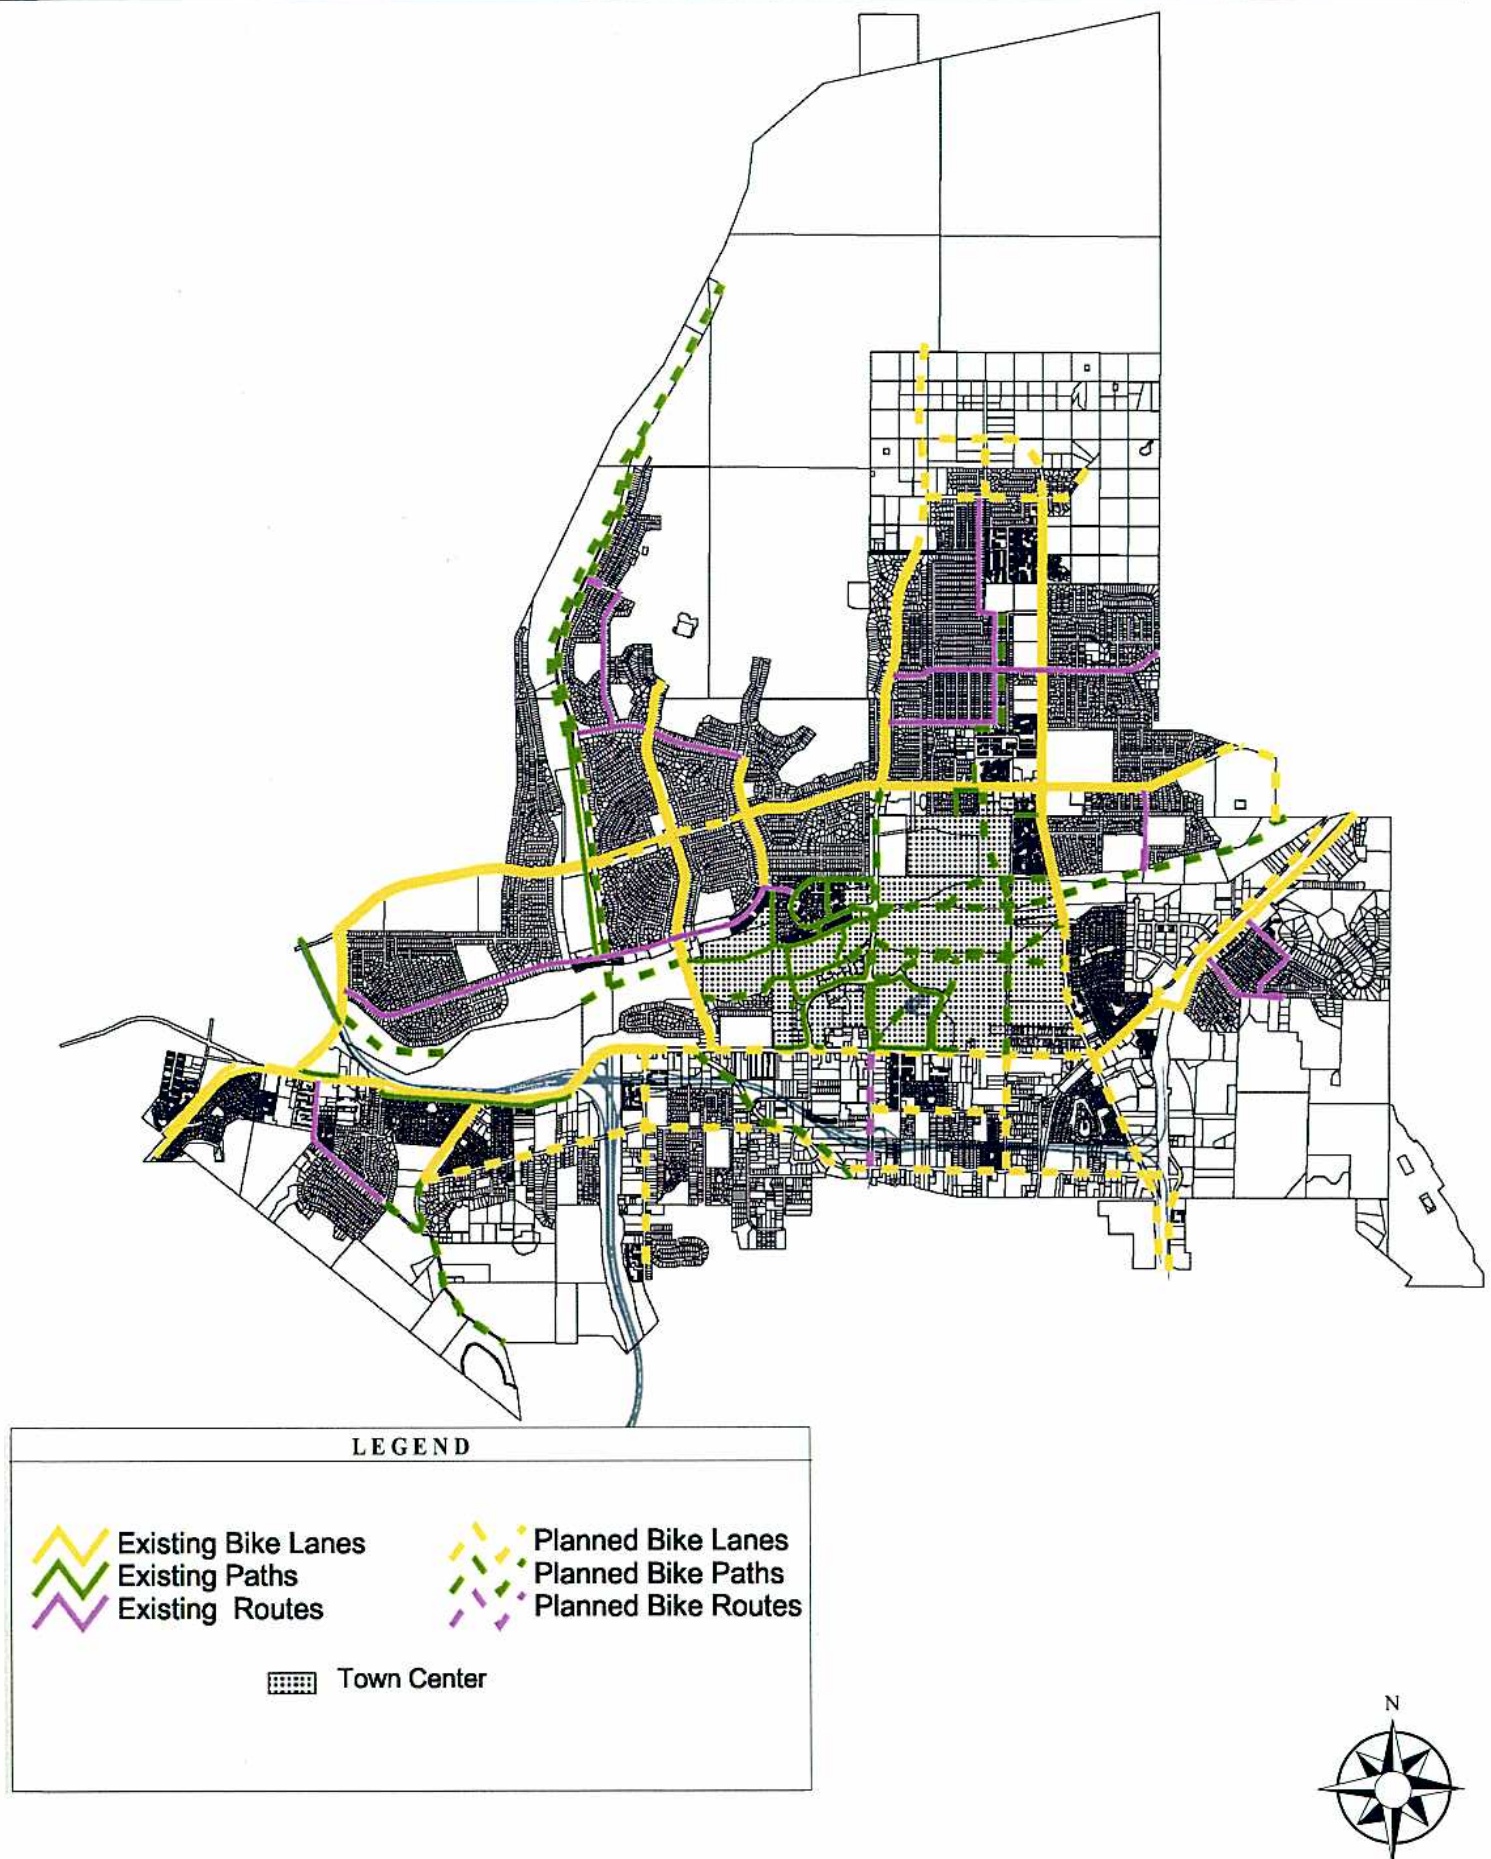 LEGEND
Existing Bike Lanes
Existing Paths
Existing Routes
Planned Bike Lanes
Planned Bike Paths
Planned Bike Routes
Town Center
N